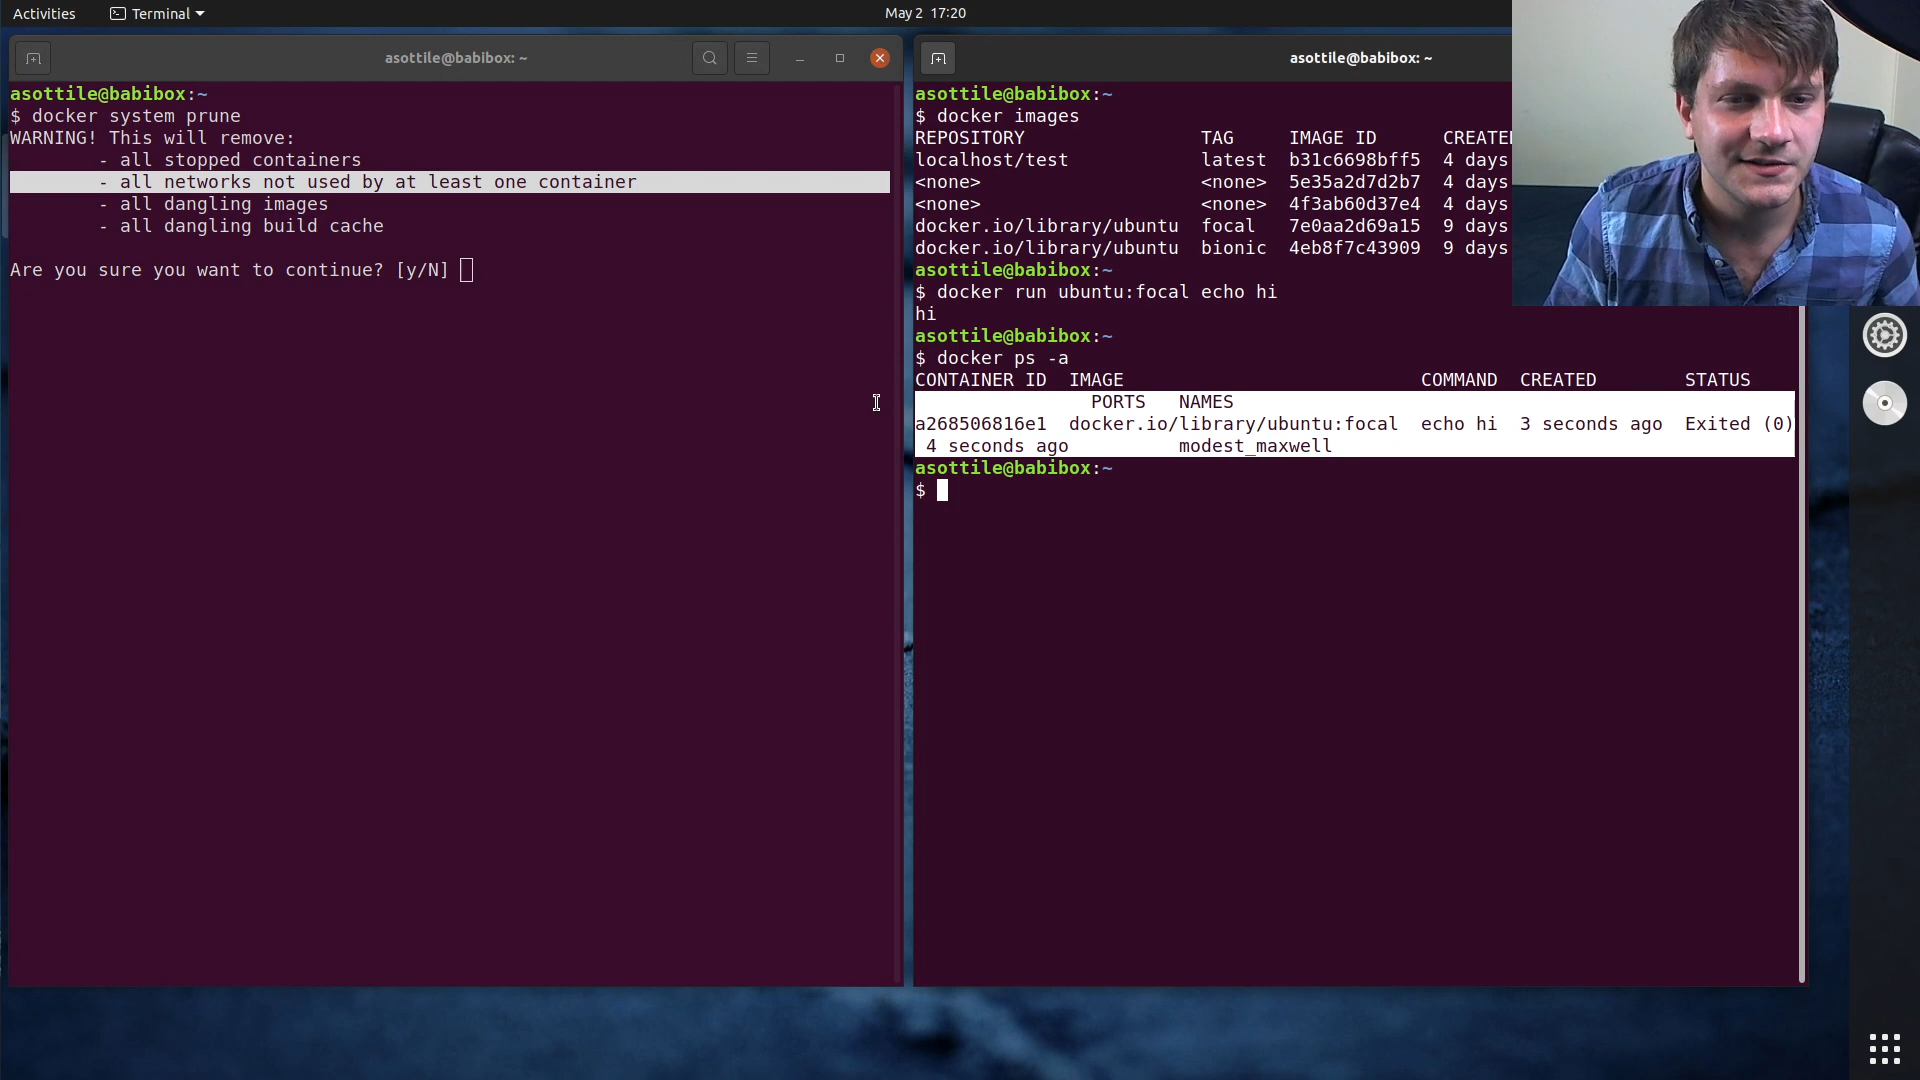 Activities Terminal May 2 17:20
asottile@babibox: ~
asottile@babibox:~
$ docker system prune
WARNING! This will remove:
- all stopped containers
- all networks not used by at least one container
- all dangling images
- all dangling build cache
Are you sure you want to continue? [y/N]
asottile@babibox: ~
asottile@babibox:~
$ docker images
REPOSITORY TAG IMAGE ID CREATED
localhost/test latest b31c6698bff5 4 days
<none> <none> 5e35a2d7d2b7 4 days
<none> <none> 4f3ab60d37e4 4 days
docker.io/library/ubuntu focal 7e0aa2d69a15 9 days
docker.io/library/ubuntu bionic 4eb8f7c43909 9 days
asottile@babibox:~
$ docker run ubuntu:focal echo hi
hi
asottile@babibox:~
$ docker ps -a
CONTAINER ID IMAGE COMMAND CREATED STATUS
PORTS NAMES
a268506816e1 docker.io/library/ubuntu:focal echo hi 3 seconds ago Exited (0)
4 seconds ago modest_maxwell
asottile@babibox:~
$